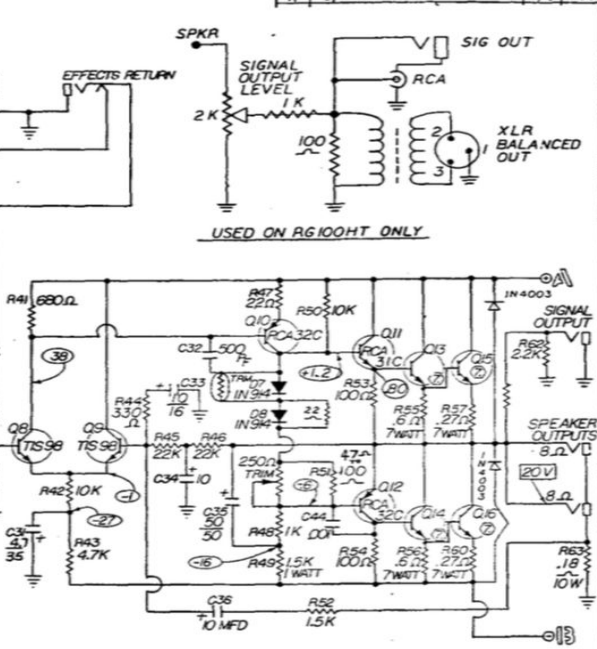 SPKR
SIG OUT
EFFECTS RETURN
SIGNAL
OUTPUT
LEVEL
RCA
1K
2K
100
XLR
BALANCED
OUT
2
1
3
USED ON RG100HT ONLY
A
R41
680Ω
R47
22Ω
R50
10K
1N4003
Q10
RCA 32C
Q11
RCA
31C
SIGNAL
OUTPUT
C32
500
PF
Q13
Q15
R62
2.2K
38
TRIM
D7
1N914
+1.2
.80
C33
10
16
R53
100Ω
R44
330
Ω
D8
1N914
22
R55
.6Ω
7WATT
R57
.27Ω
7WATT
Q8
TIS98
Q9
TIS98
SPEAKER
OUTPUTS
8Ω
R45
22K
R46
22K
47
100
250Ω
TRIM
R51
1N4003
20V
R42
10K
-1
C34
10
-6
Q12
RCA
32C
8Ω
-27
C35
50
50
C44
.001
Q14
Q16
C31
4.7
35
R43
4.7K
R48
1K
-16
R49
1.5K
1 WATT
R54
100Ω
R56
.6Ω
7WATT
R60
.27Ω
7WATT
R63
.18
10W
C36
10 MFD
R52
1.5K
B